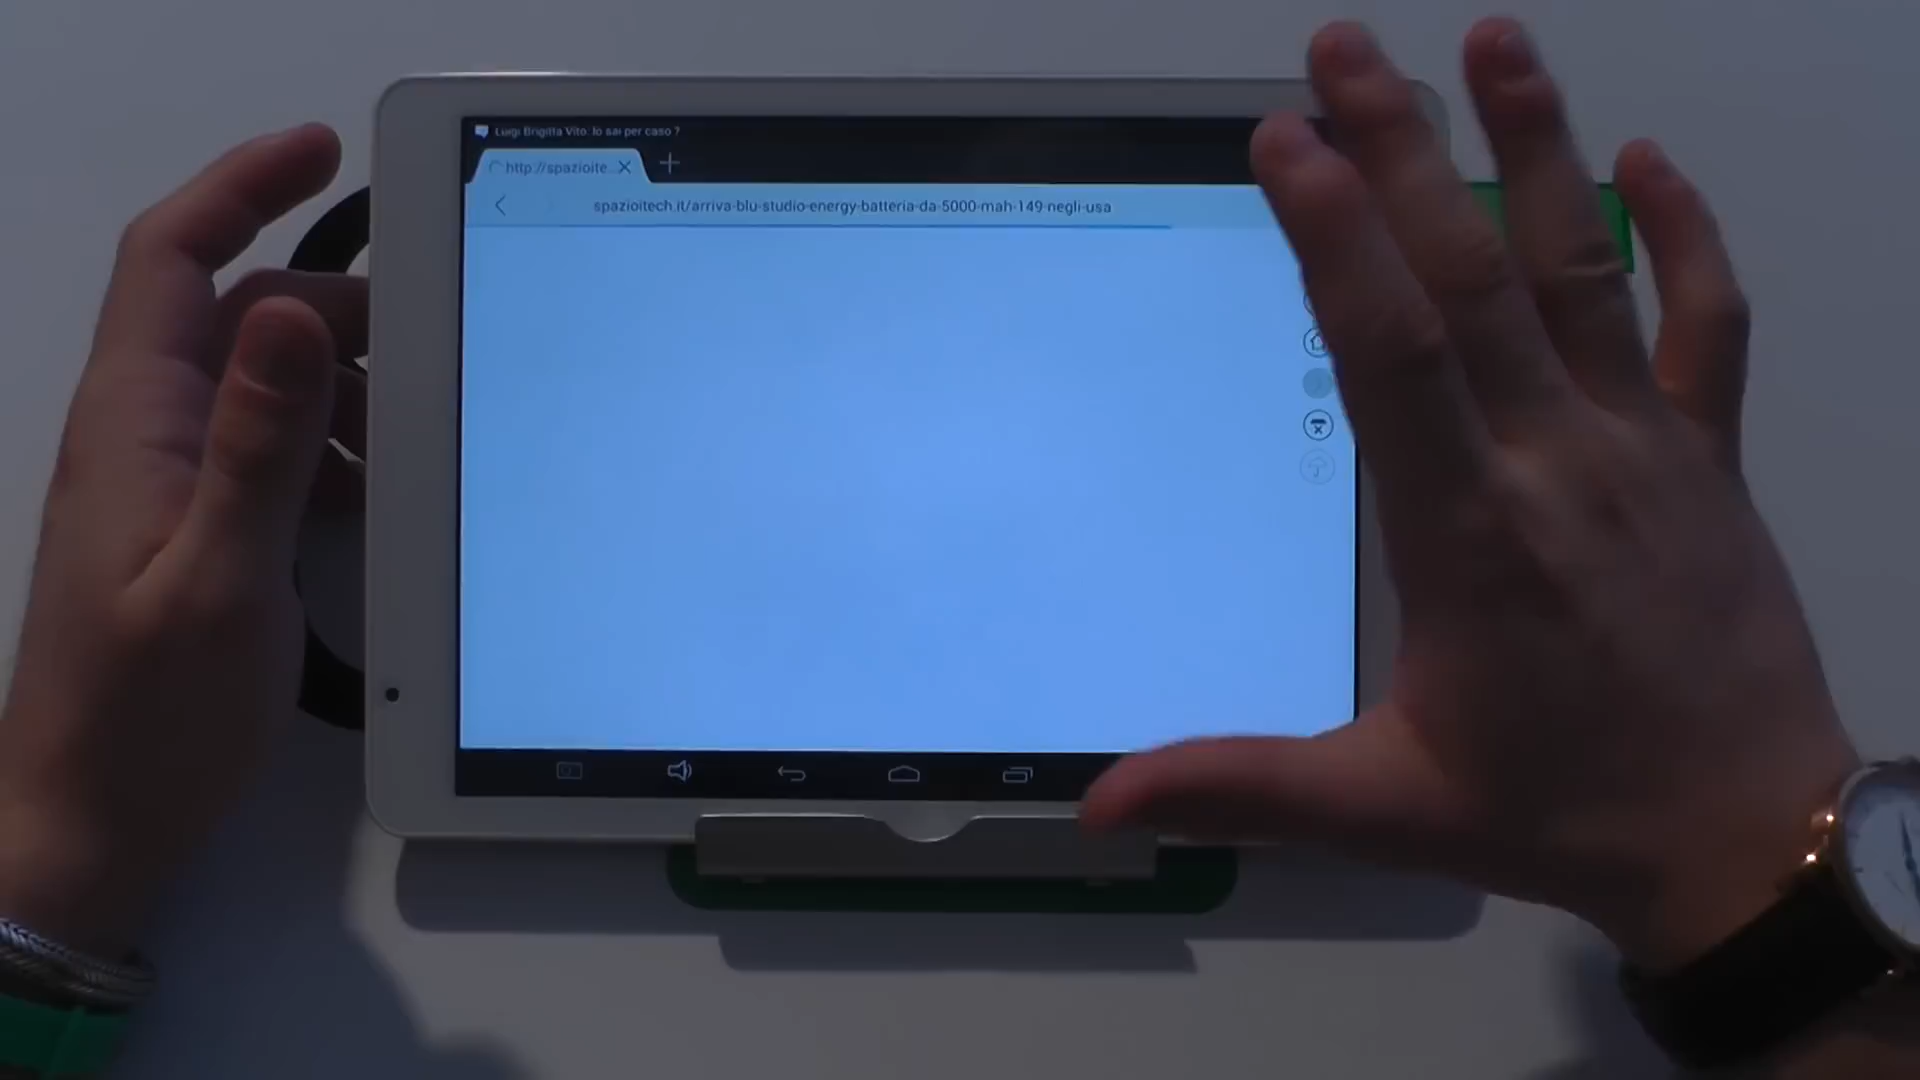 Luigi Brigitta Vito: lo sai per caso ?
http://spazioite...
spazioitech.it/arriva-blu-studio-energy-batteria-da-5000-mah-149-negli-usa